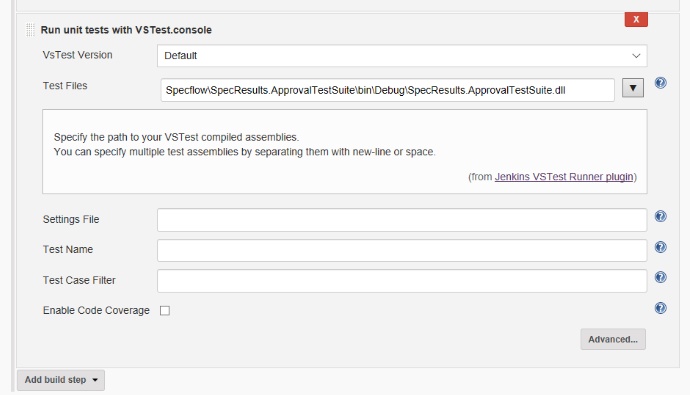 X
Run unit tests with VSTest.console
VsTest Version
Default
Test Files
Specflow\SpecResults.ApprovalTestSuite\bin\Debug\SpecResults.ApprovalTestSuite.dll
Specify the path to your VSTest compiled assemblies.
You can specify multiple test assemblies by separating them with new-line or space.
(from Jenkins VSTest Runner plugin)
Settings File
Test Name
Test Case Filter
Enable Code Coverage
Advanced...
Add build step